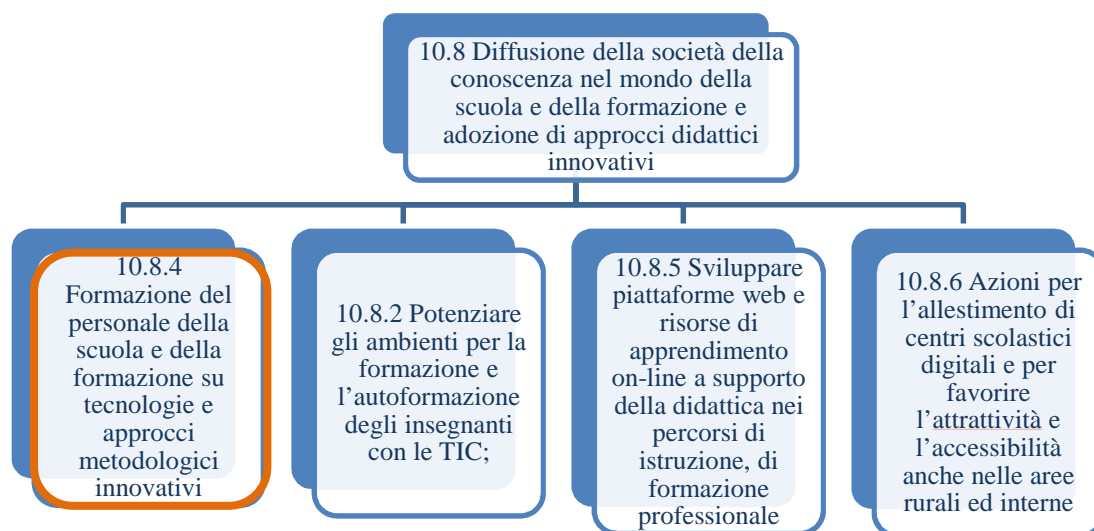 10.8 Diffusione della società della
conoscenza nel mondo della
scuola e della formazione e
adozione di approcci didattici
innovativi
10.8.4
Formazione del
personale della
scuola e della
formazione su
tecnologie e
approcci
metodologici
innovativi
10.8.2 Potenziare
gli ambienti per la
formazione e
l’autoformazione
degli insegnanti
con le TIC;
10.8.5 Sviluppare
piattaforme web e
risorse di
apprendimento
on-line a supporto
della didattica nei
percorsi di
istruzione, di
formazione
professionale
10.8.6 Azioni per
l’allestimento di
centri scolastici
digitali e per
favorire
l’attrattività e
l’accessibilità
anche nelle aree
rurali ed interne